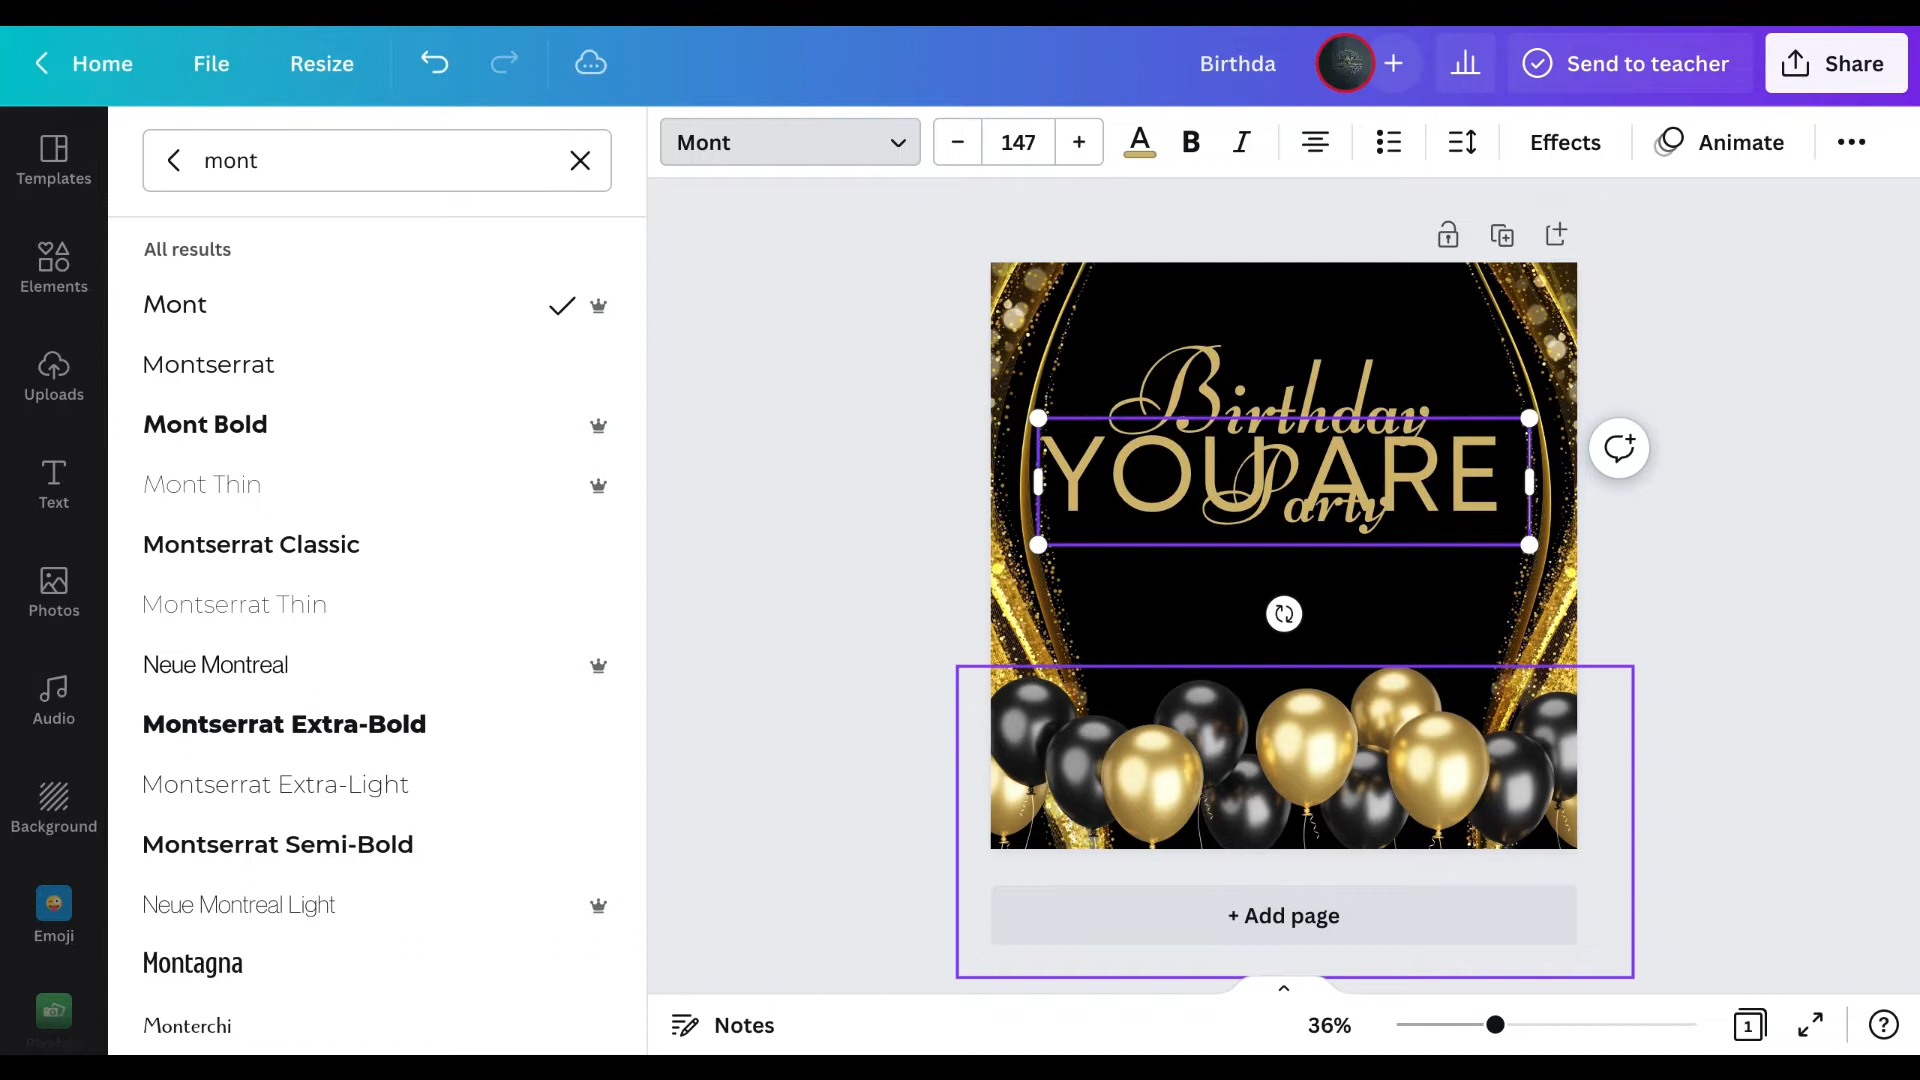 Home
File
Resize
Birthda
Send to teacher
Share
Templates
Elements
Uploads
Text
Photos
Audio
Background
Emoji
mont
All results
Mont
Montserrat
Mont Bold
Mont Thin
Montserrat Classic
Montserrat Thin
Neue Montreal
Montserrat Extra-Bold
Montserrat Extra-Light
Montserrat Semi-Bold
Neue Montreal Light
Montagna
Monterchi
Mont
147
A
B
I
Effects
Animate
Birthday
YOU ARE
Party
+ Add page
Notes
36%
1
?